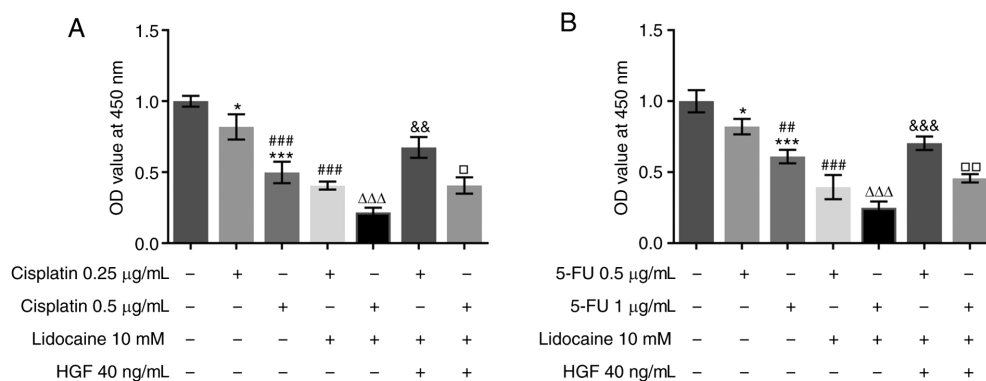 A
OD value at 450 nm
1.5
1.0
0.5
0.0
*
###
***
###
ΔΔΔ
&&
□
Cisplatin 0.25 μg/mL – + – + – + –
Cisplatin 0.5 μg/mL – – + – + – +
Lidocaine 10 mM – – – + + + +
HGF 40 ng/mL – – – – – + +
B
OD value at 450 nm
1.5
1.0
0.5
0.0
*
##
***
###
ΔΔΔ
&&&
□□
5-FU 0.5 μg/mL – + – + – + –
5-FU 1 μg/mL – – + – + – +
Lidocaine 10 mM – – – + + + +
HGF 40 ng/mL – – – – – + +